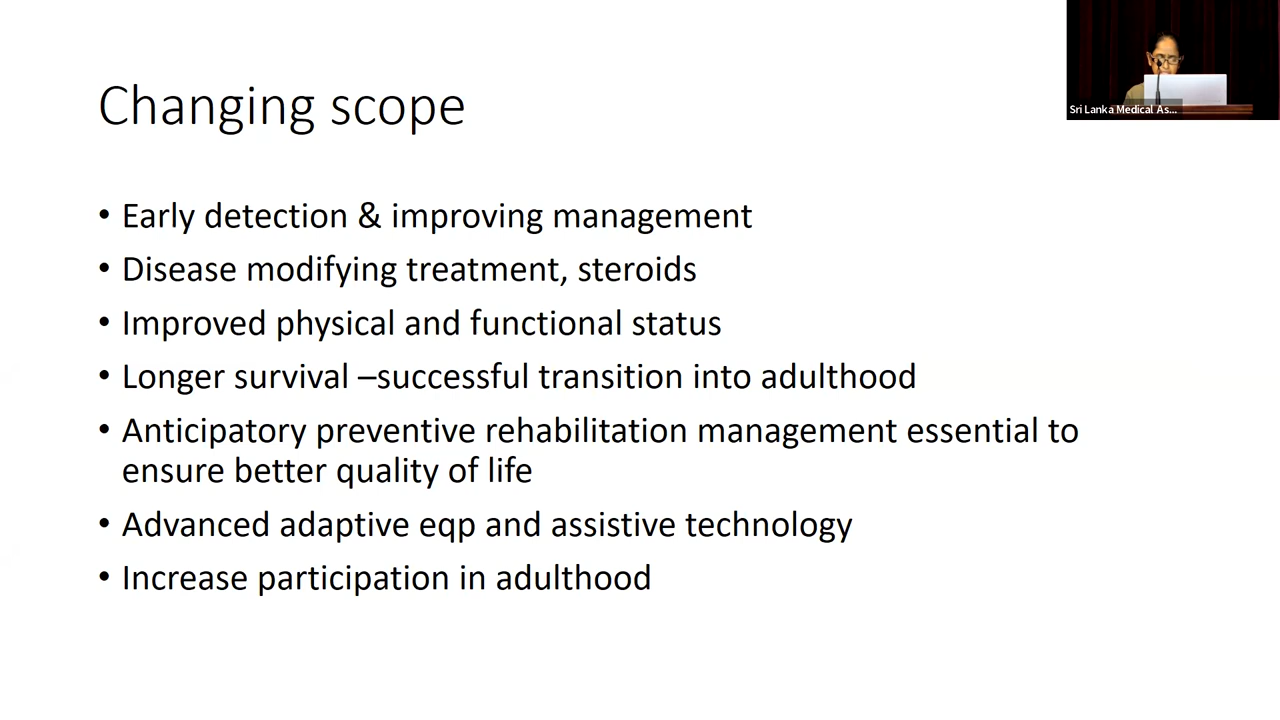 Changing scope
Sri Lanka Medical As...
• Early detection & improving management
• Disease modifying treatment, steroids
• Improved physical and functional status
• Longer survival –successful transition into adulthood
• Anticipatory preventive rehabilitation management essential to
ensure better quality of life
• Advanced adaptive eqp and assistive technology
• Increase participation in adulthood